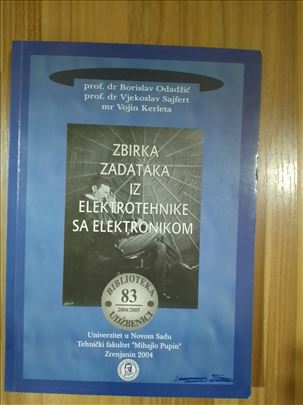 prof. dr Borislav Odadžić
prof. dr Vjekoslav Sajfert
mr Vojin Kerleta
ZBIRKA
ZADATAKA
IZ
ELEKTROTEHNIKE
SA ELEKTRONIKOM
BIBLIOTEKA
83
2004/2005
UDŽBENICI
Univerzitet u Novom Sadu
Tehnički fakultet "Mihajlo Pupin"
Zrenjanin 2004